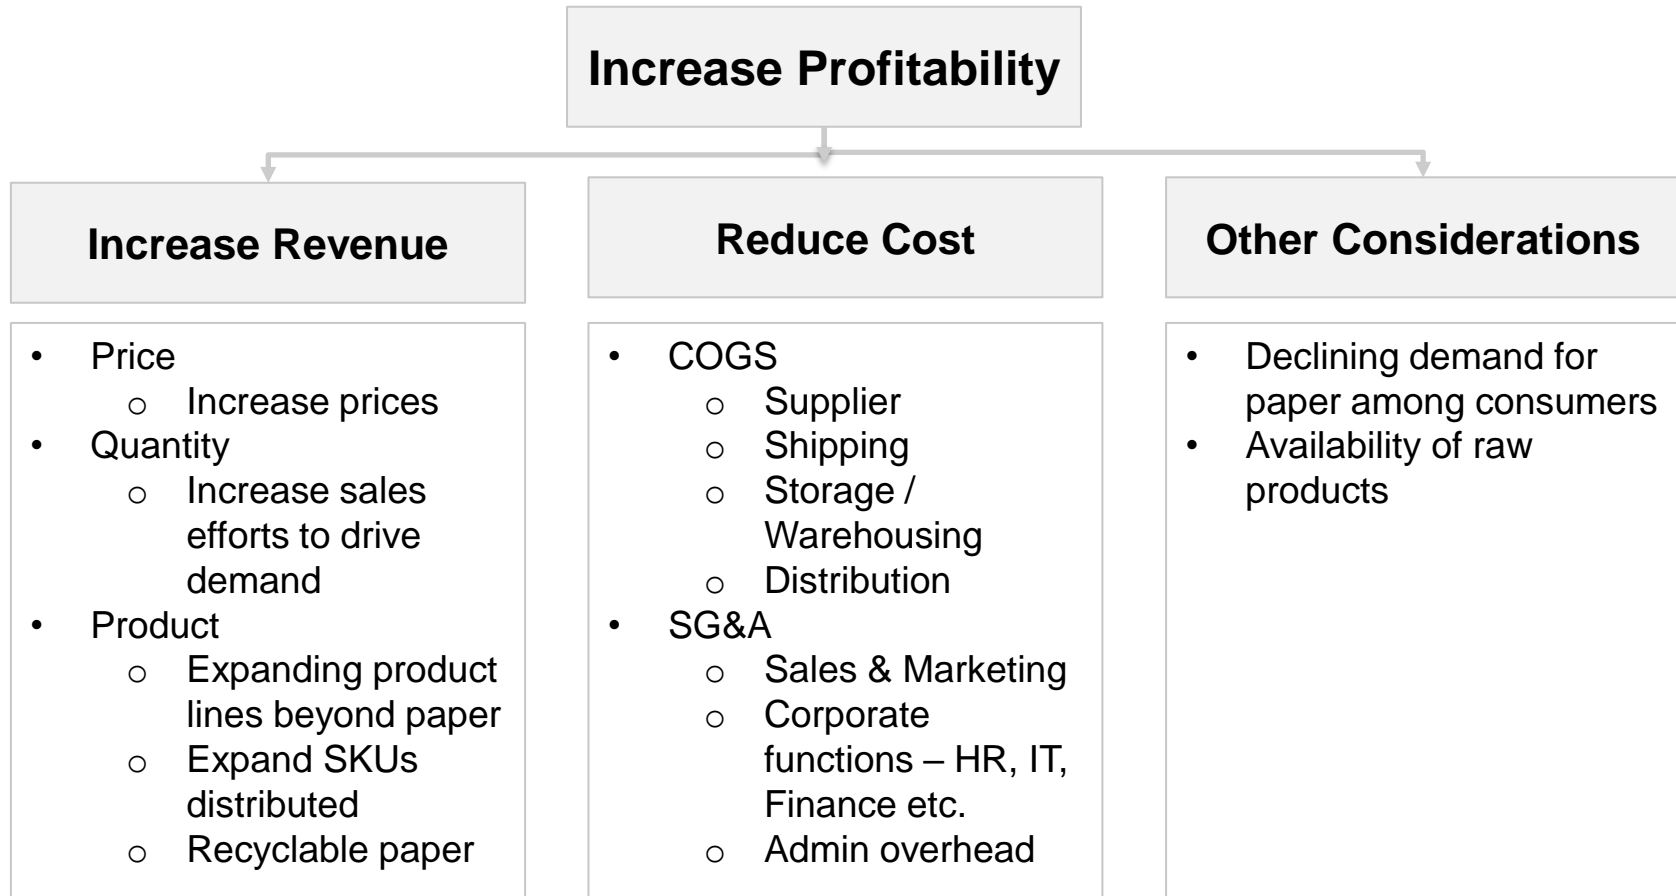 Increase Profitability
Increase Revenue
• Price
o Increase prices
• Quantity
o Increase sales
efforts to drive
demand
• Product
o Expanding product
lines beyond paper
o Expand SKUs
distributed
o Recyclable paper
Reduce Cost
• COGS
o Supplier
o Shipping
o Storage /
Warehousing
o Distribution
• SG&A
o Sales & Marketing
o Corporate
functions – HR, IT,
Finance etc.
o Admin overhead
Other Considerations
• Declining demand for
paper among consumers
• Availability of raw
products